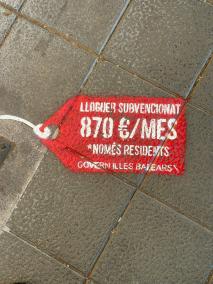 LLOGUER SUBVENCIONAT
870 €/MES
*NOMÉS RESIDENTS
GOVERN ILLES BALEARS